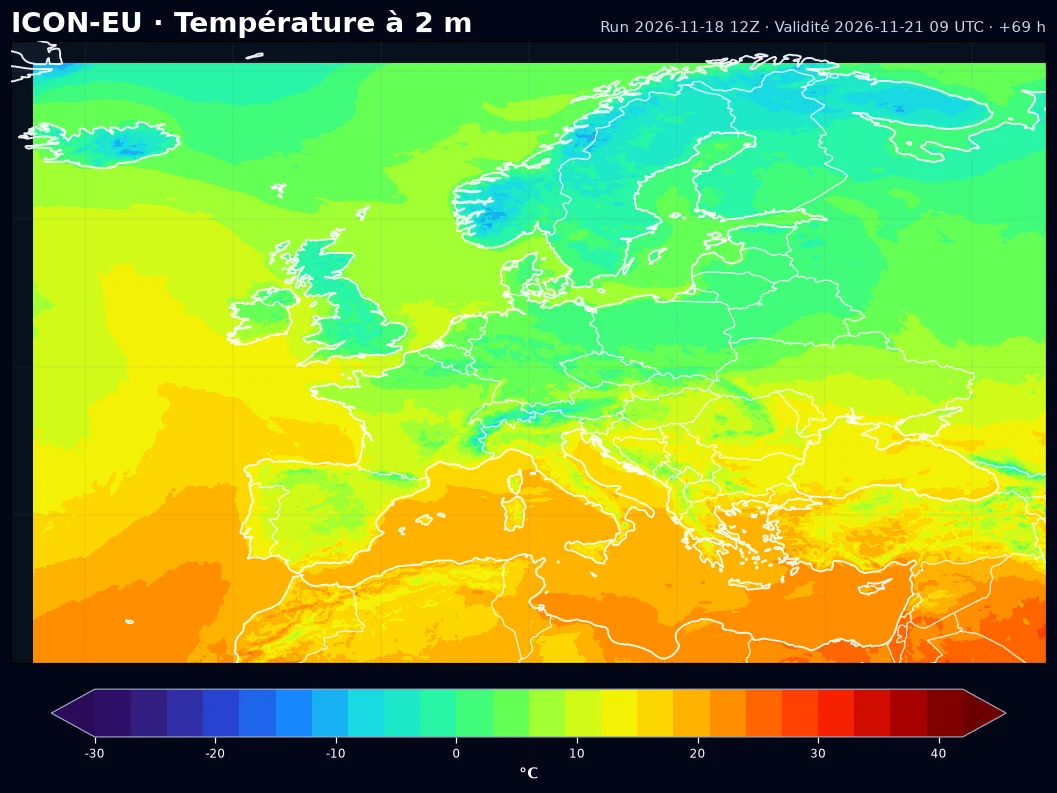 ICON-EU · Température à 2 m
Run 2026-11-18 12Z · Validité 2026-11-21 09 UTC · +69 h
-30 -20 -10 0 10 20 30 40
°C